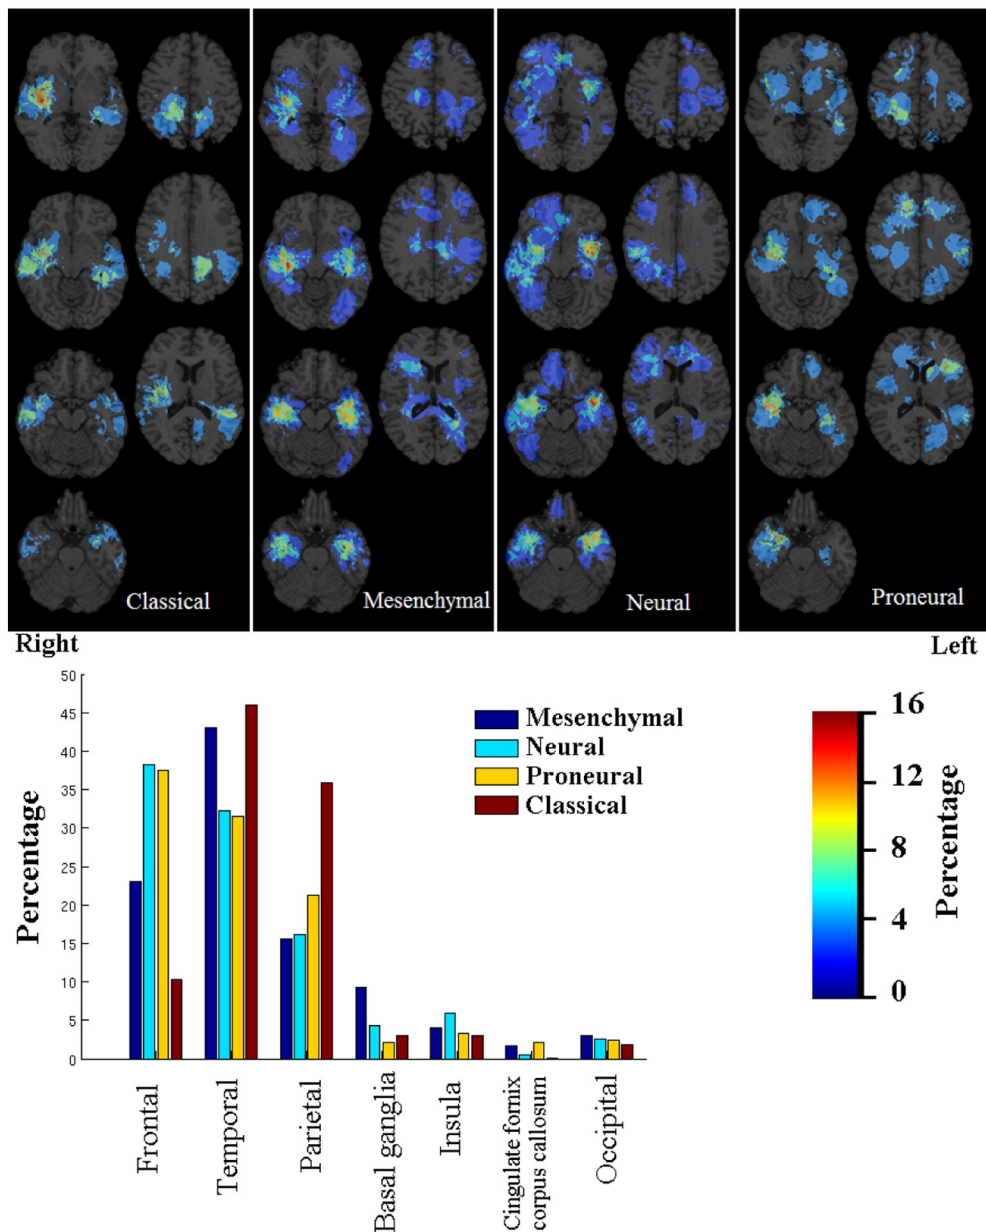 Classical
Mesenchymal
Neural
Proneural
Right
Left
50
45
40
35
30
25
20
15
10
5
0
Percentage
Mesenchymal
Neural
Proneural
Classical
16
12
8
4
0
Percentage
Frontal
Temporal
Parietal
Basal ganglia
Insula
Cingulate fornix
corpus callosum
Occipital